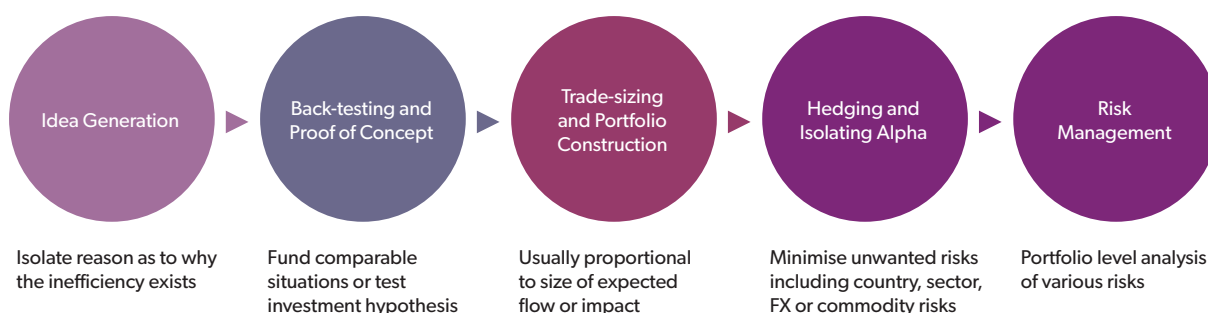 Idea Generation
Back-testing and
Proof of Concept
Trade-sizing
and Portfolio
Construction
Hedging and
Isolating Alpha
Risk
Management
Isolate reason as to why
the inefficiency exists
Fund comparable
situations or test
investment hypothesis
Usually proportional
to size of expected
flow or impact
Minimise unwanted risks
including country, sector,
FX or commodity risks
Portfolio level analysis
of various risks